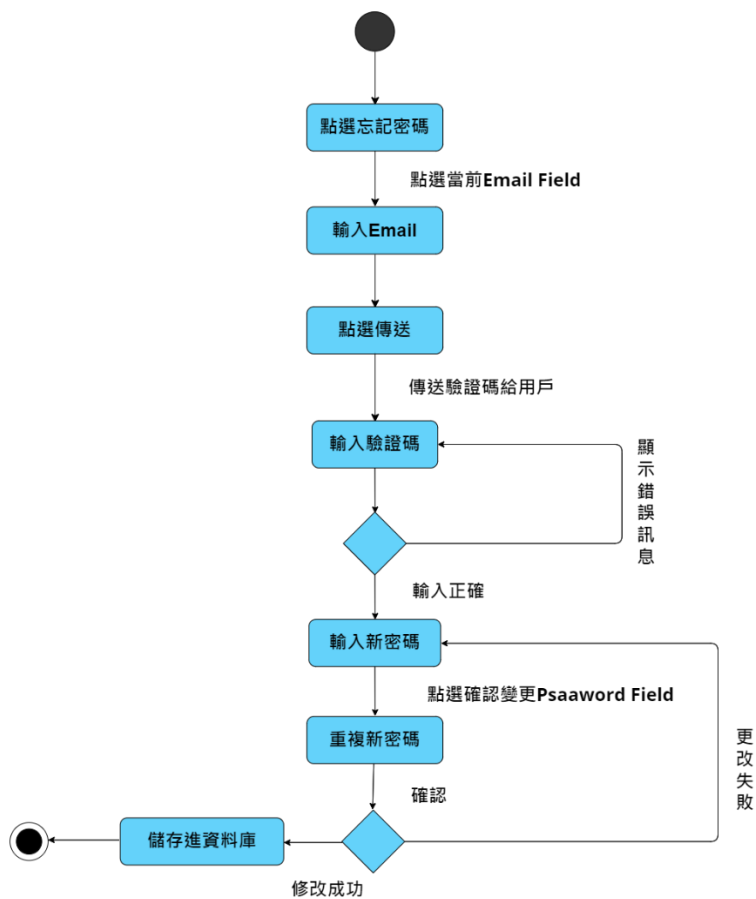 點選忘記密碼
點選當前Email Field
輸入Email
點選傳送
傳送驗證碼給用戶
輸入驗證碼
顯示錯誤訊息
輸入正確
輸入新密碼
點選確認變更Psaaword Field
重複新密碼
更改失敗
確認
儲存進資料庫
修改成功